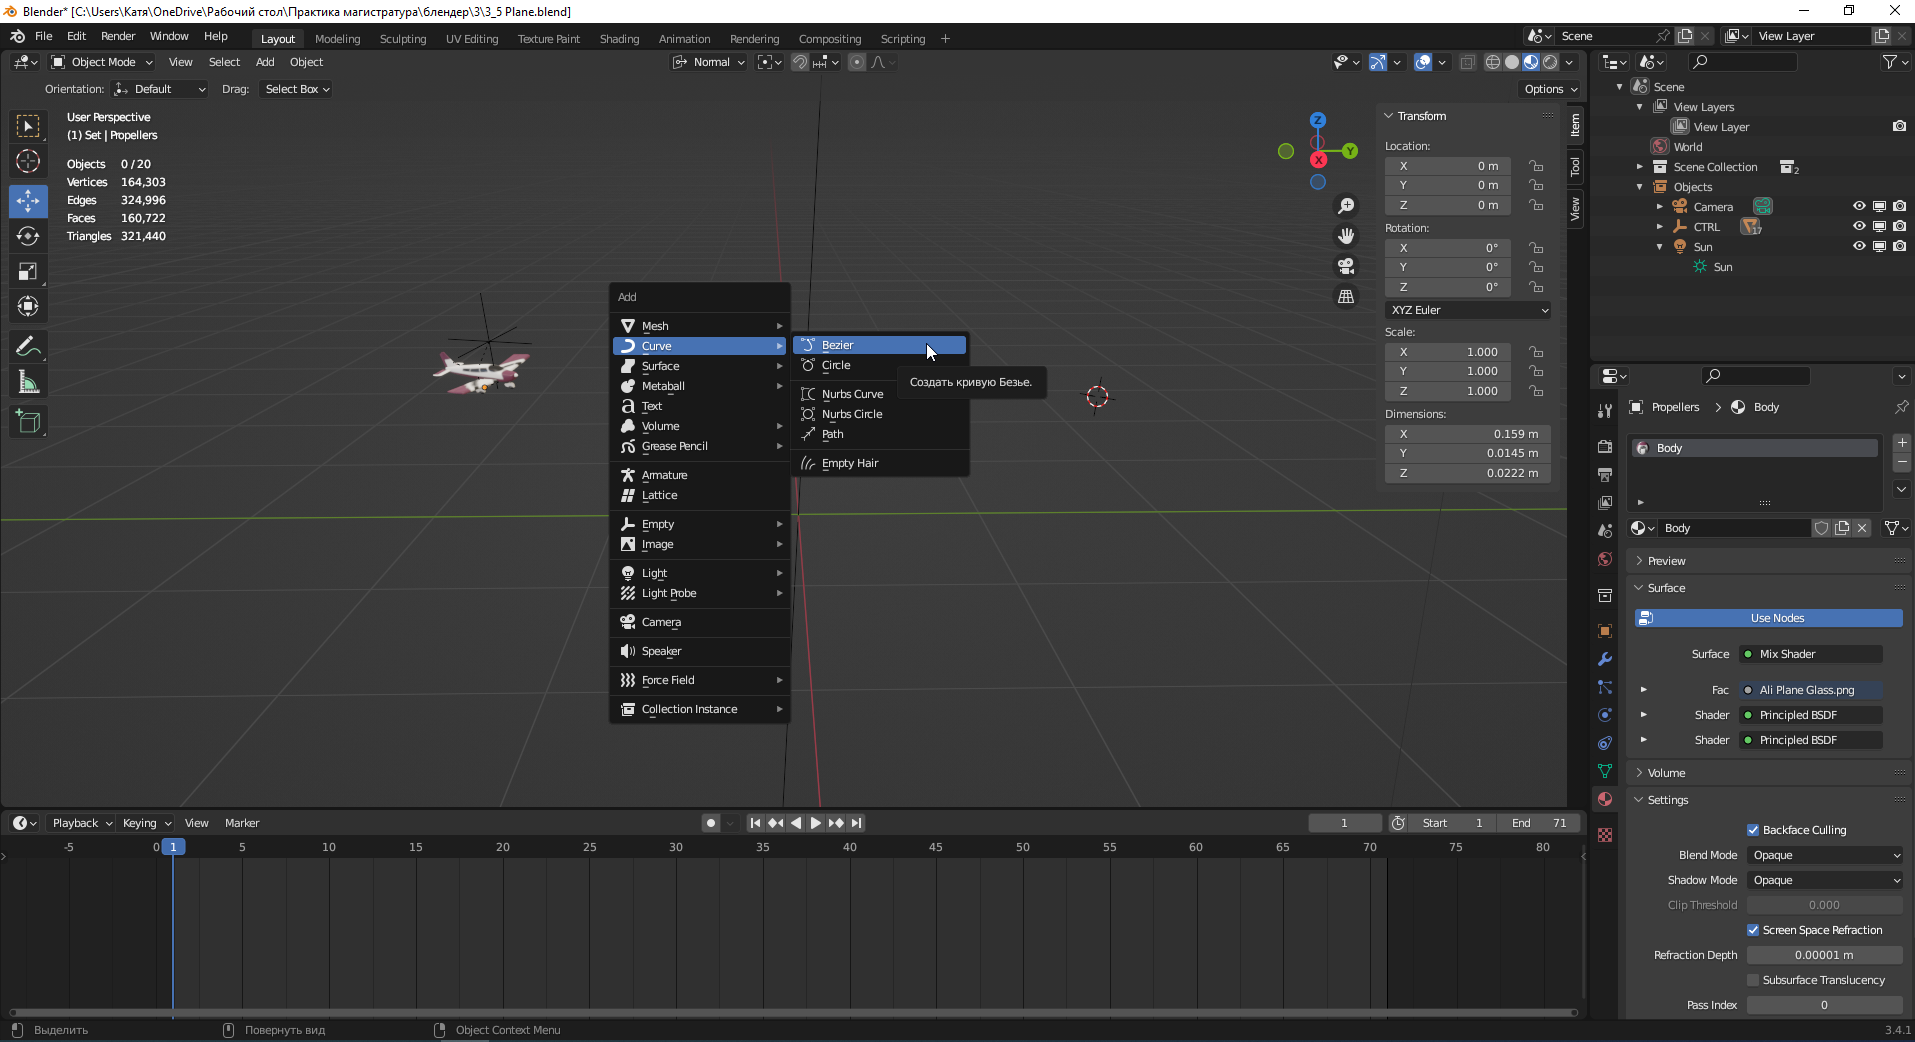 Blender* [C:\Users\Катя\OneDrive\Рабочий стол\Практика магистратура\блендер\3\3_5 Plane.blend]
File Edit Render Window Help Layout Modeling Sculpting UV Editing Texture Paint Shading Animation Rendering Compositing Scripting + Scene View Layer
Object Mode View Select Add Object Normal
Orientation: Default Drag: Select Box Options
User Perspective
(1) Set | Propellers
Objects 0 / 20
Vertices 164,303
Edges 324,996
Faces 160,722
Triangles 321,440
Z
Y
X
Transform
Location:
X 0 m
Y 0 m
Z 0 m
Rotation:
X 0°
Y 0°
Z 0°
XYZ Euler
Scale:
X 1.000
Y 1.000
Z 1.000
Dimensions:
X 0.159 m
Y 0.0145 m
Z 0.0222 m
Item
Tool
View
Add
Mesh
Curve
Surface
Metaball
Text
Volume
Grease Pencil
Armature
Lattice
Empty
Image
Light
Light Probe
Camera
Speaker
Force Field
Collection Instance
Bezier
Circle
Nurbs Curve
Nurbs Circle
Path
Empty Hair
Создать кривую Безье.
Scene
View Layers
View Layer
World
Scene Collection 2
Objects
Camera
CTRL 17
Sun
Sun
Propellers Body
Body
Body
Preview
Surface
Use Nodes
Surface Mix Shader
Fac Ali Plane Glass.png
Shader Principled BSDF
Shader Principled BSDF
Volume
Settings
Backface Culling
Blend Mode Opaque
Shadow Mode Opaque
Clip Threshold 0.000
Screen Space Refraction
Refraction Depth 0.00001 m
Subsurface Translucency
Pass Index 0
Playback Keying View Marker 1 Start 1 End 71
-5 0 1 5 10 15 20 25 30 35 40 45 50 55 60 65 70 75 80
Выделить Повернуть вид Object Context Menu 3.4.1